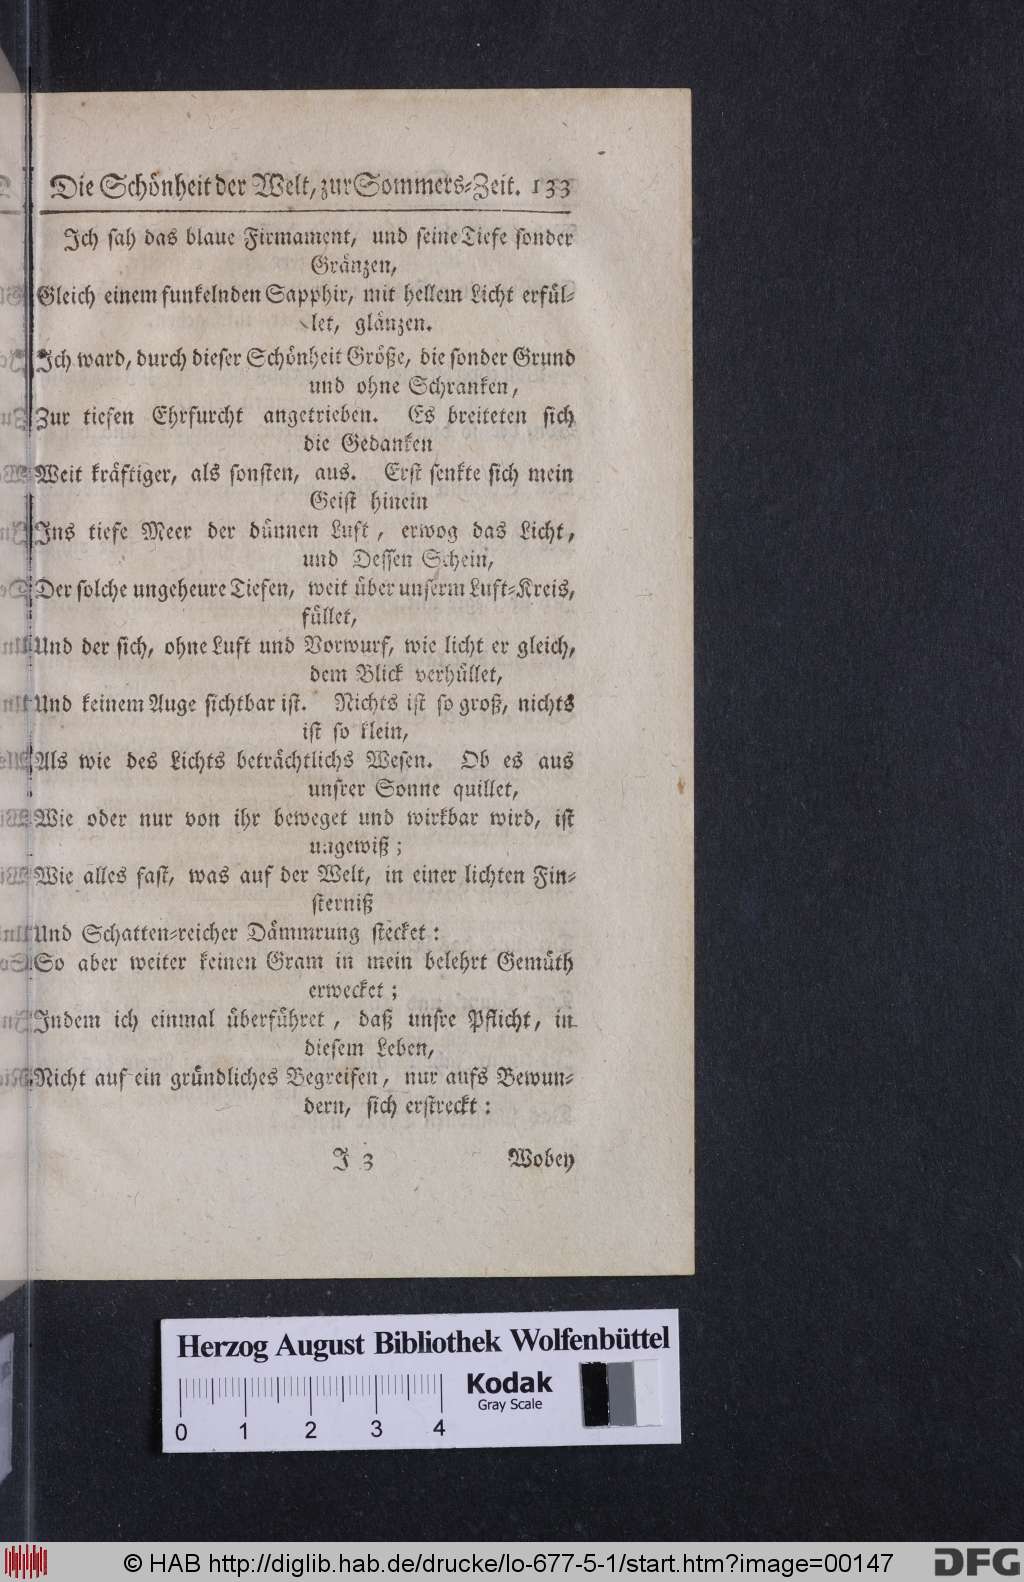 Die Schönheit der Welt, zur Sommers-Zeit. 133
Ich sah das blaue Firmament, und seine Tiefe sonder
Gränzen,
Gleich einem funkelnden Sapphir, mit hellem Licht erfül-
let, glänzen.
Ich ward, durch dieser Schönheit Größe, die sonder Grund
und ohne Schranken,
Zur tiefen Ehrfurcht angetrieben. Es breiteten sich
die Gedanken
Weit kräftiger, als sonsten, aus. Erst senkte sich mein
Geist hinein
Ins tiefe Meer der dünnen Luft, erwog das Licht,
und Dessen Schein,
Der solche ungeheure Tiefen, weit über unserm Luft-Kreis,
füllet,
Und der sich, ohne Luft und Vorwurf, wie licht er gleich,
dem Blick verhüllet,
Und keinem Auge sichtbar ist. Nichts ist so groß, nichts
ist so klein,
Als wie des Lichts beträchtlichs Wesen. Ob es aus
unsrer Sonne quillet,
Wie oder nur von ihr beweget und wirkbar wird, ist
ungewiß;
Wie alles fast, was auf der Welt, in einer lichten Fin-
sterniß
Und Schatten-reicher Dämmrung stecket:
So aber weiter keinen Gram in mein belehrt Gemüth
erwecket;
Indem ich einmal überführet, daß unsre Pflicht, in
diesem Leben,
Nicht auf ein gründliches Begreifen, nur aufs Bewun-
dern, sich erstreckt:
J 3 Wobey
Herzog August Bibliothek Wolfenbüttel
Kodak
Gray Scale
0 1 2 3 4
© HAB http://diglib.hab.de/drucke/lo-677-5-1/start.htm?image=00147
DFG